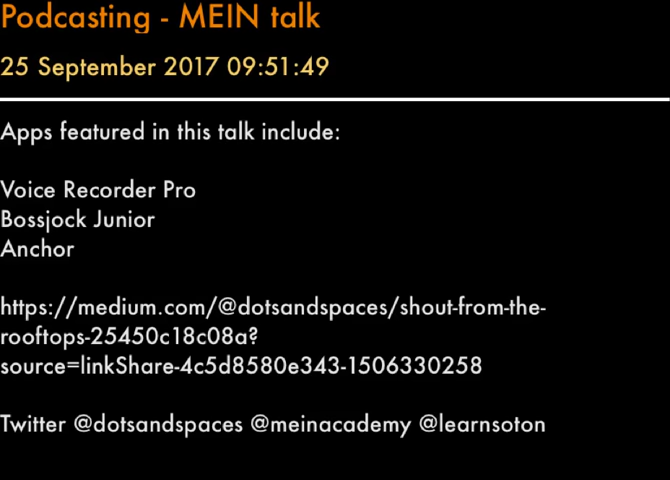 Podcasting - MEIN talk
25 September 2017 09:51:49
Apps featured in this talk include:
Voice Recorder Pro
Bossjock Junior
Anchor
https://medium.com/@dotsandspaces/shout-from-the-
rooftops-25450c18c08a?
source=linkShare-4c5d8580e343-1506330258
Twitter @dotsandspaces @meinacademy @learnsoton